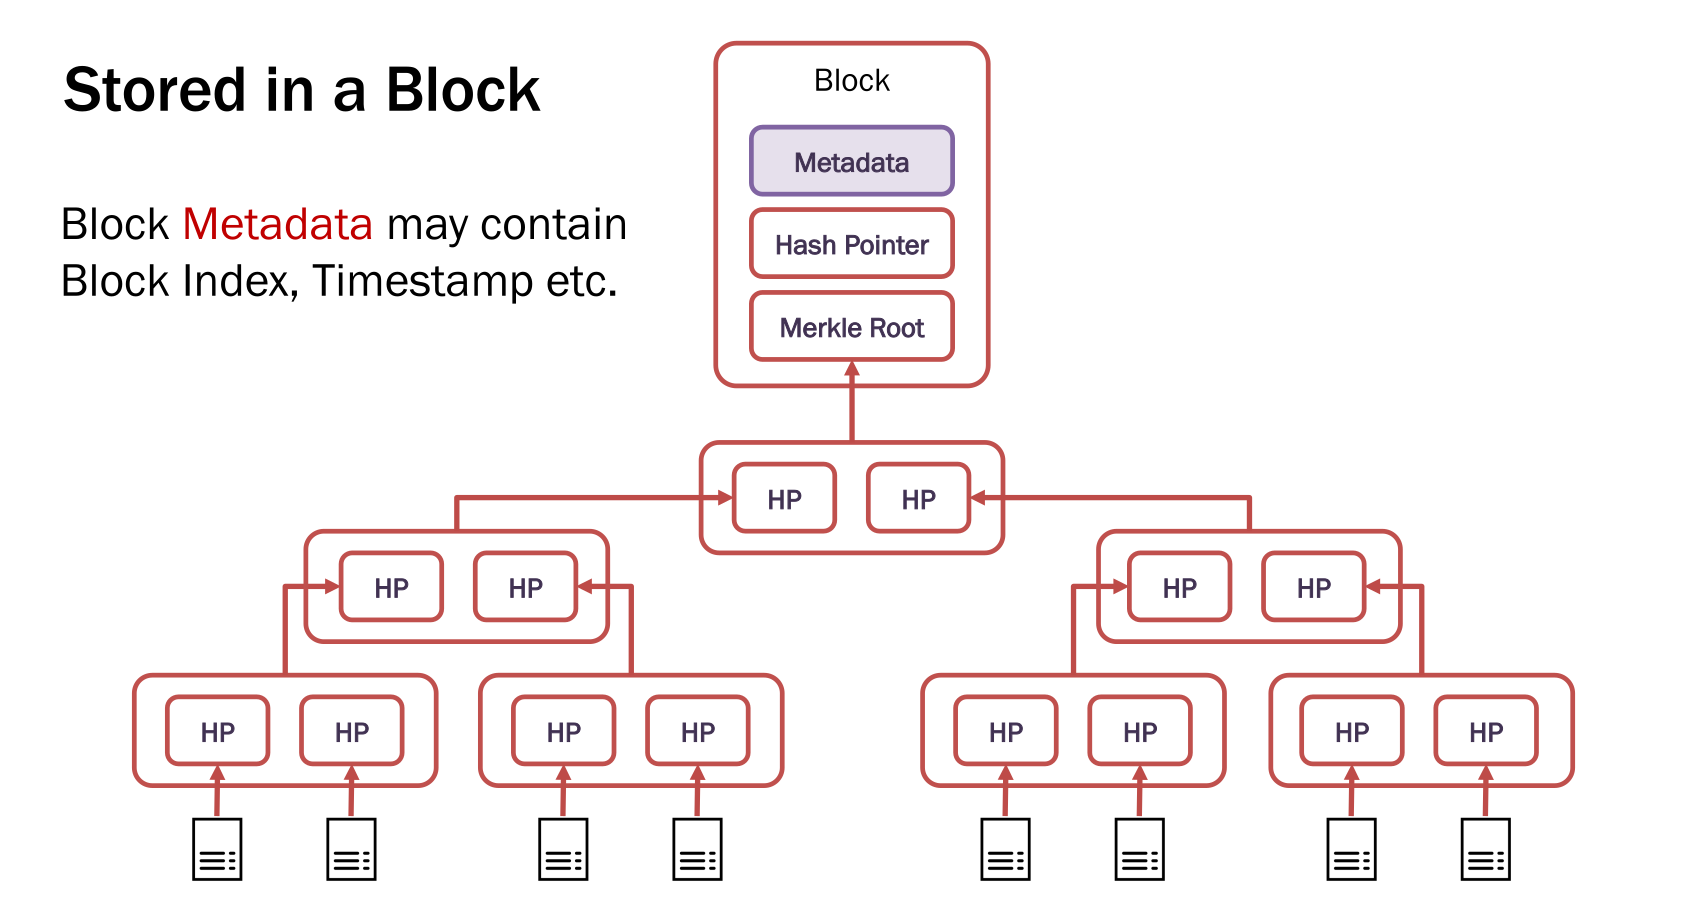 Stored in a Block
Block Metadata may contain
Block Index, Timestamp etc.
Block
Metadata
Hash Pointer
Merkle Root
HP HP
HP HP HP HP
HP HP HP HP HP HP HP HP